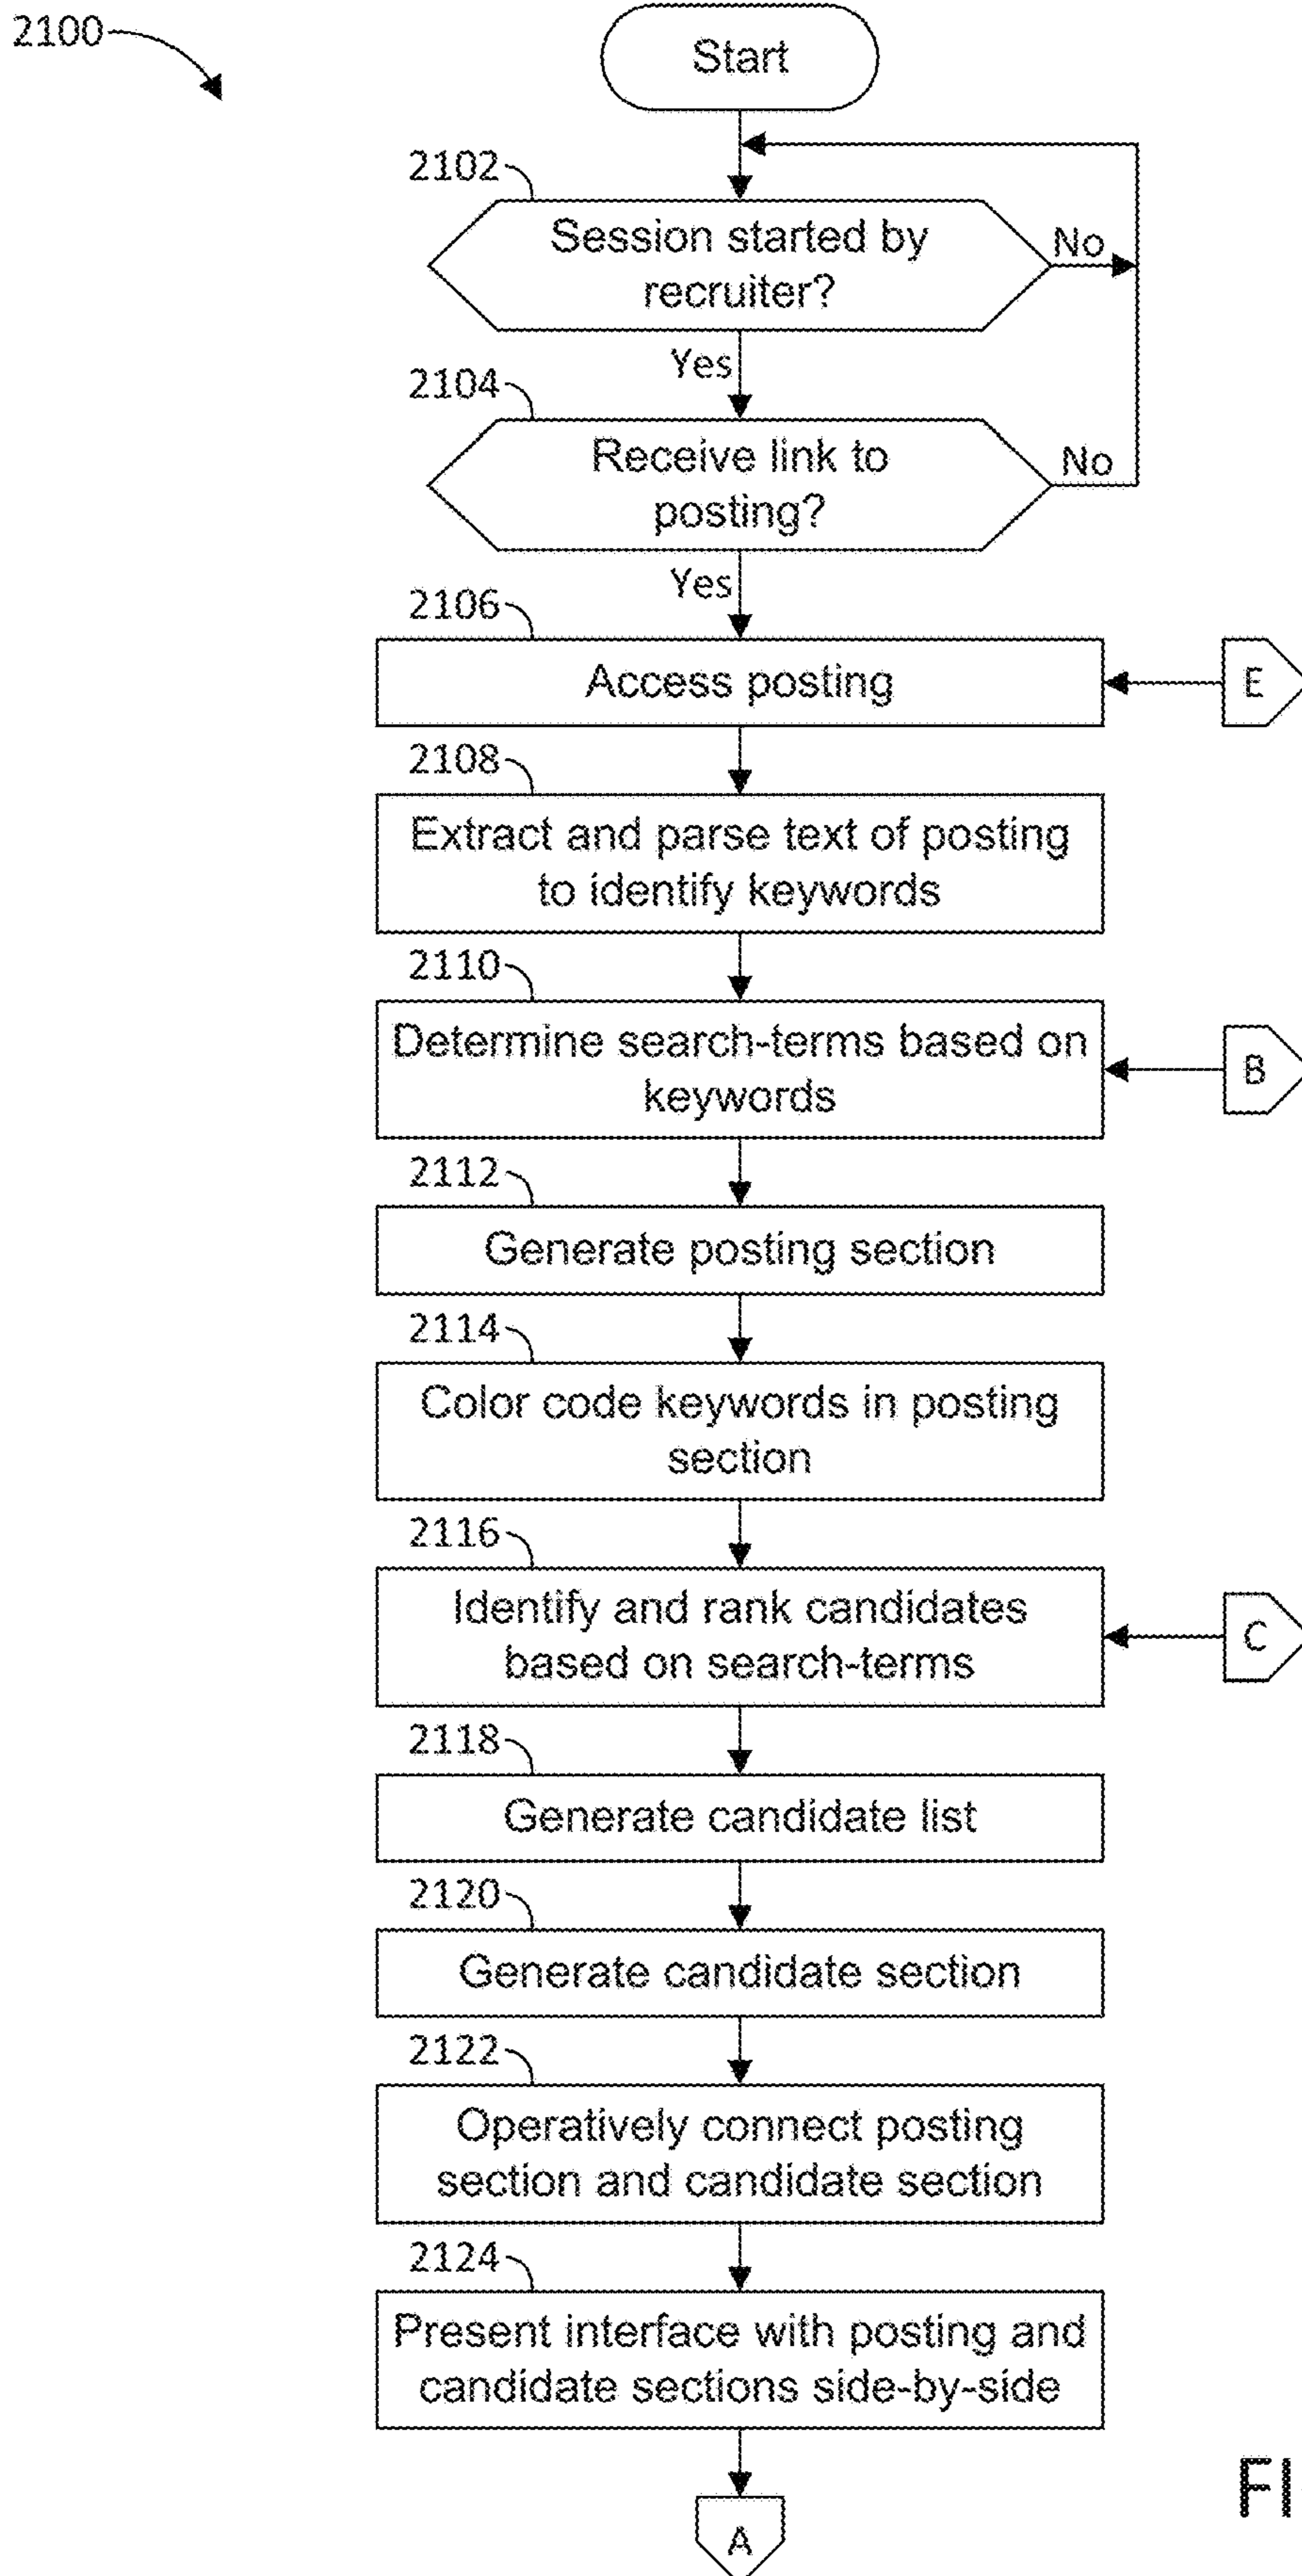 2100
Start
2102
Session started by
recruiter?
No
Yes
2104
Receive link to
posting?
No
Yes
2106
Access posting
E
2108
Extract and parse text of posting
to identify keywords
2110
Determine search-terms based on
keywords
B
2112
Generate posting section
2114
Color code keywords in posting
section
2116
Identify and rank candidates
based on search-terms
C
2118
Generate candidate list
2120
Generate candidate section
2122
Operatively connect posting
section and candidate section
2124
Present interface with posting and
candidate sections side-by-side
A
FI